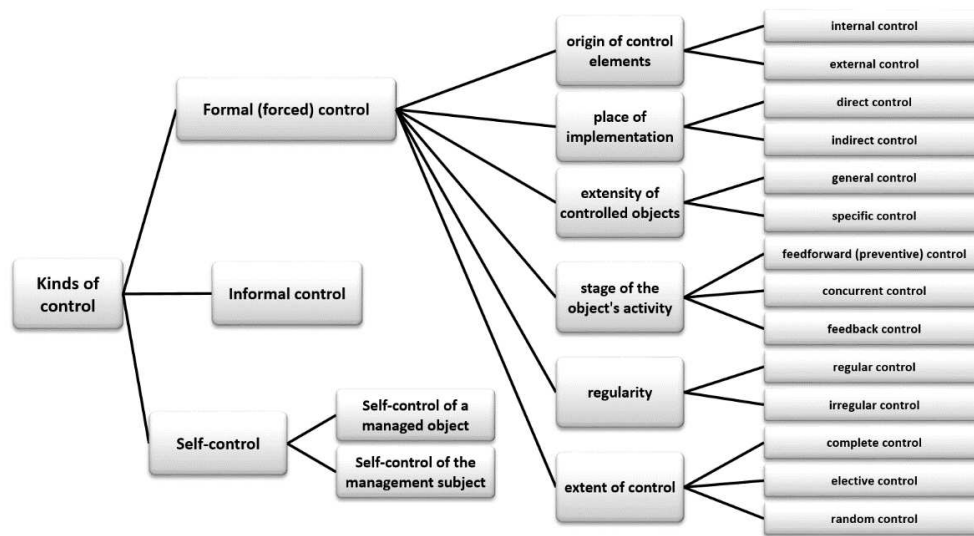 Kinds of
control
Formal (forced) control
Informal control
Self-control
Self-control of a
managed object
Self-control of the
management subject
origin of control
elements
place of
implementation
extensity of
controlled objects
stage of the
object's activity
regularity
extent of control
internal control
external control
direct control
indirect control
general control
specific control
feedforward (preventive) control
concurrent control
feedback control
regular control
irregular control
complete control
elective control
random control